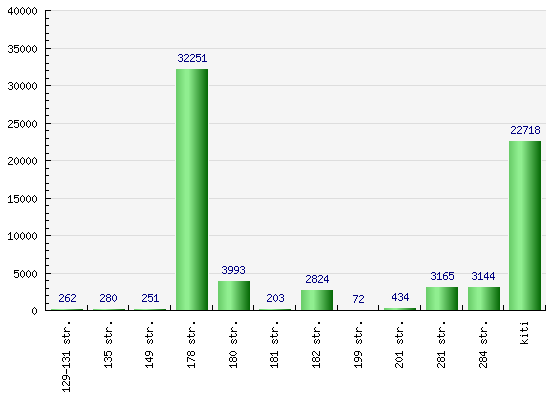 40000
35000
30000
25000
20000
15000
10000
5000
0
262
280
251
32251
3993
203
2824
72
434
3165
3144
22718
129-131 str.
135 str.
149 str.
178 str.
180 str.
181 str.
182 str.
199 str.
201 str.
281 str.
284 str.
kiti